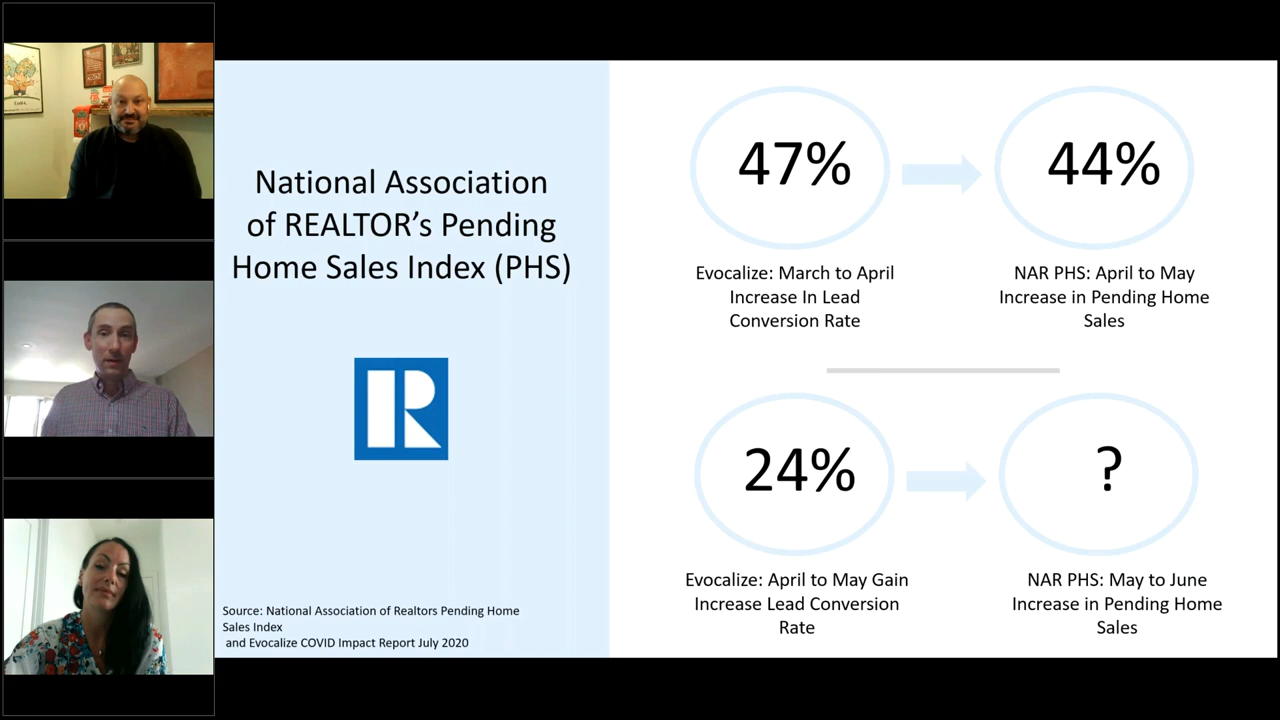 National Association
of REALTOR’s Pending
Home Sales Index (PHS)
Source: National Association of Realtors Pending Home
Sales Index
and Evocalize COVID Impact Report July 2020
47%
44%
Evocalize: March to April
Increase In Lead
Conversion Rate
NAR PHS: April to May
Increase in Pending Home
Sales
24%
?
Evocalize: April to May Gain
Increase Lead Conversion
Rate
NAR PHS: May to June
Increase in Pending Home
Sales